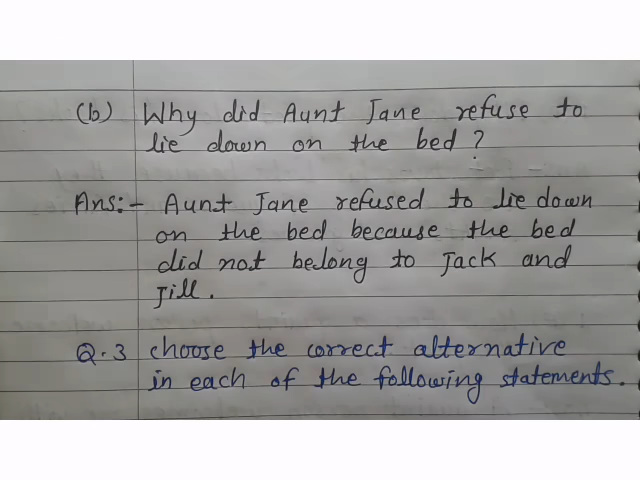 (b) Why did Aunt Jane refuse to
lie down on the bed?
Ans:- Aunt Jane refused to lie down
on the bed because the bed
did not belong to Jack and
Jill.
Q.3 choose the correct alternative
in each of the following statements.